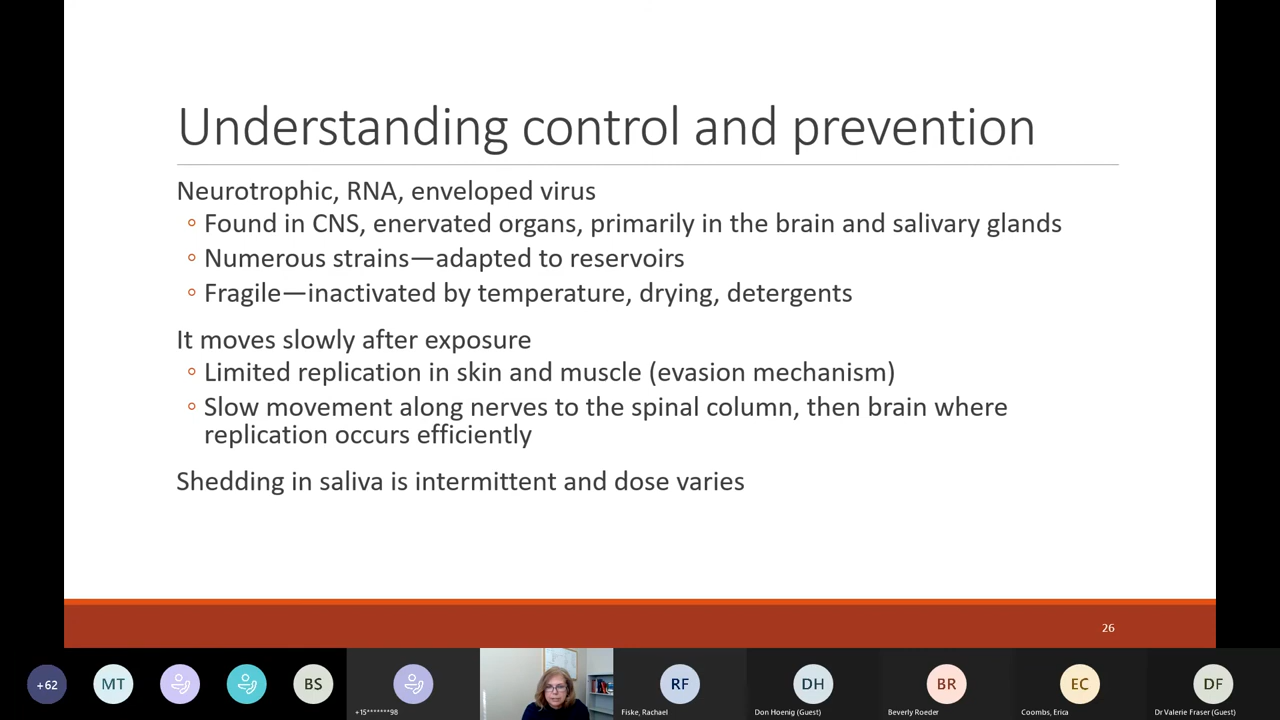 Understanding control and prevention
Neurotrophic, RNA, enveloped virus
◦ Found in CNS, enervated organs, primarily in the brain and salivary glands
◦ Numerous strains—adapted to reservoirs
◦ Fragile—inactivated by temperature, drying, detergents
It moves slowly after exposure
◦ Limited replication in skin and muscle (evasion mechanism)
◦ Slow movement along nerves to the spinal column, then brain where
replication occurs efficiently
Shedding in saliva is intermittent and dose varies
26
+62
MT
BS
RF
DH
BR
EC
DF
+15*******98
Fiske, Rachael
Don Hoenig (Guest)
Beverly Roeder
Coombs, Erica
Dr Valerie Fraser (Guest)